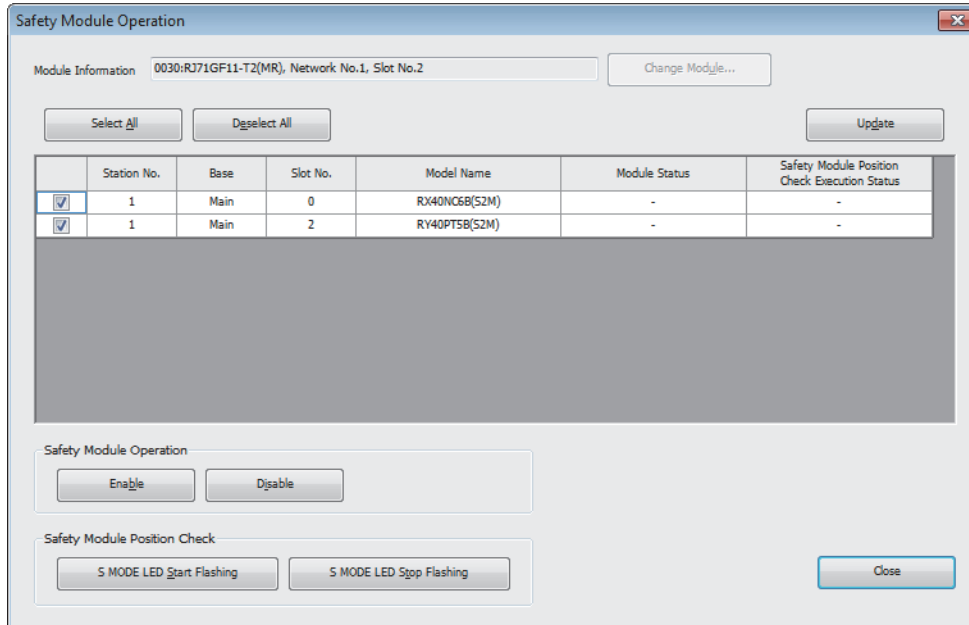 Safety Module Operation
Module Information 0030:RJ71GF11-T2(MR), Network No.1, Slot No.2 Change Module...
Select All Deselect All Update
Station No. Base Slot No. Model Name Module Status Safety Module Position
Check Execution Status
1 Main 0 RX40NC6B(S2M) - -
1 Main 2 RY40PT5B(S2M) - -
Safety Module Operation
Enable Disable
Safety Module Position Check
S MODE LED Start Flashing S MODE LED Stop Flashing Close